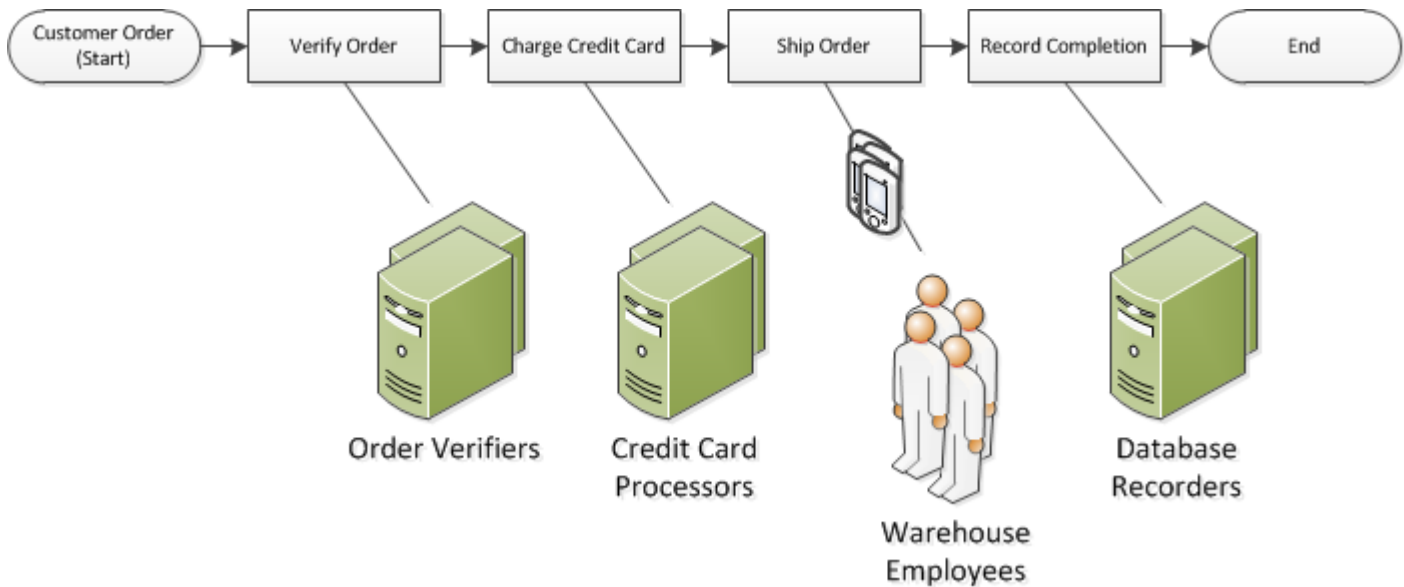 Customer Order
(Start)
Verify Order
Charge Credit Card
Ship Order
Record Completion
End
Order Verifiers
Credit Card
Processors
Warehouse
Employees
Database
Recorders